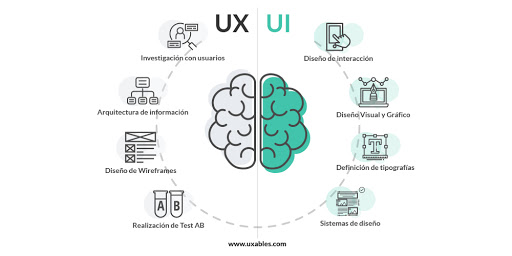 UX UI
Investigación con usuarios
Diseño de interacción
Arquitectura de información
Diseño Visual y Gráfico
Diseño de Wireframes
T
Definición de tipografías
A B
Realización de Test AB
Sistemas de diseño
www.uxables.com